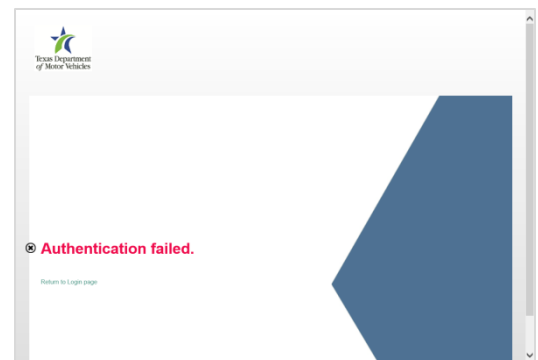 Texas Department
of Motor Vehicles
Authentication failed.
Return to Login page